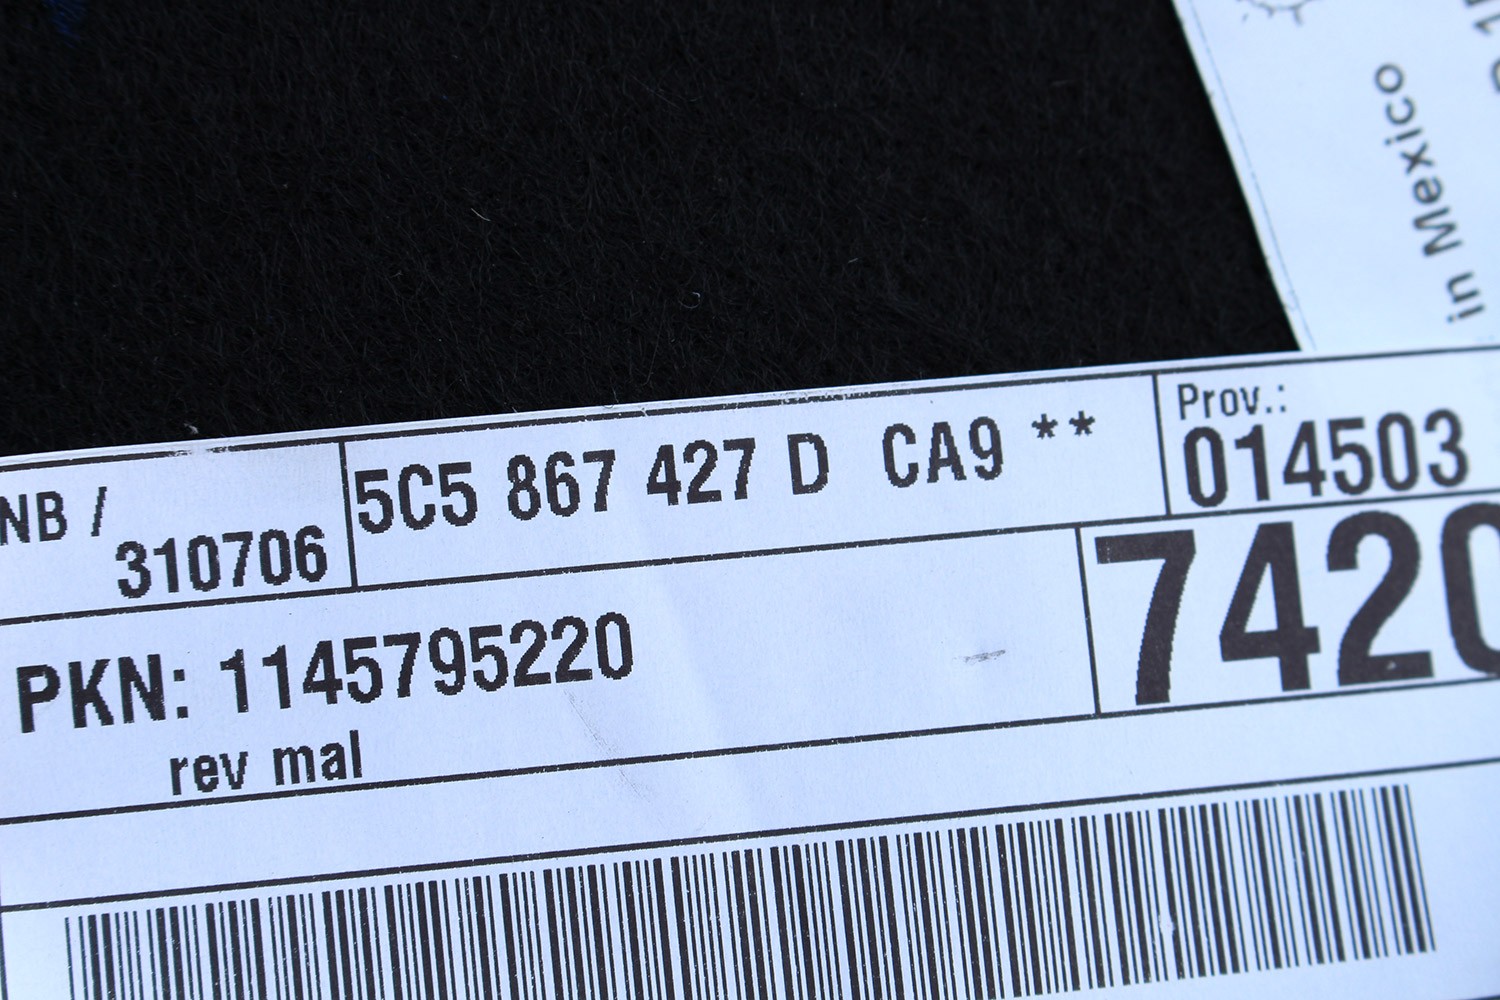 in Mexico
NB /
310706
5C5 867 427 D CA9 **
Prov.:
014503
7420
PKN: 1145795220
rev mal